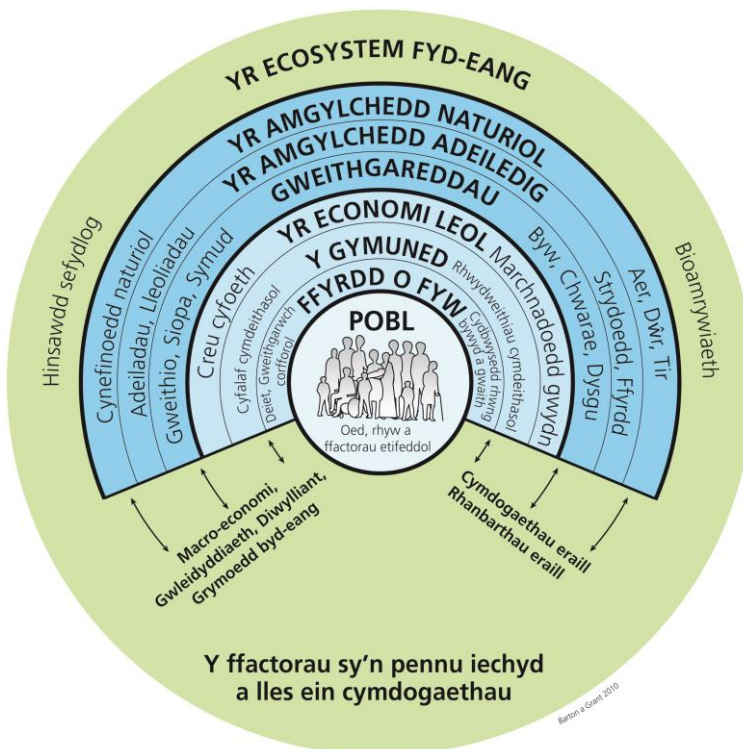 YR ECOSYSTEM FYD-EANG
Hinsawdd sefydlog
Bioamrywiaeth
YR AMGYLCHEDD NATURIOL
Cynefinoedd naturiol
Aer, Dŵr, Tir
YR AMGYLCHEDD ADEILEDIG
Adeiladau, Lleoliadau
Strydoedd, Ffyrdd
GWEITHGAREDDAU
Gweithio, Siopa, Symud
Byw, Chwarae, Dysgu
YR ECONOMI LEOL
Creu cyfoeth
Marchnadoedd gwyrdn
Y GYMUNED
Cyfalaf cymdeithasol
Rhwydweithiau cymdeithasol
FFYRDD O FYW
Deiet, Gweithgarwch
corfforol
Cydbwysedd rhwng
bywyd a gwaith
POBL
Oed, rhyw a
ffactorau etifeddol
Macro-economi,
Gwleidyddiaeth, Diwylliant,
Grymoedd byd-eang
Cymdogaethau eraill
Rhanbarthau eraill
Y ffactorau sy'n pennu iechyd
a lles ein cymdogaethau
Barton a Grant 2010